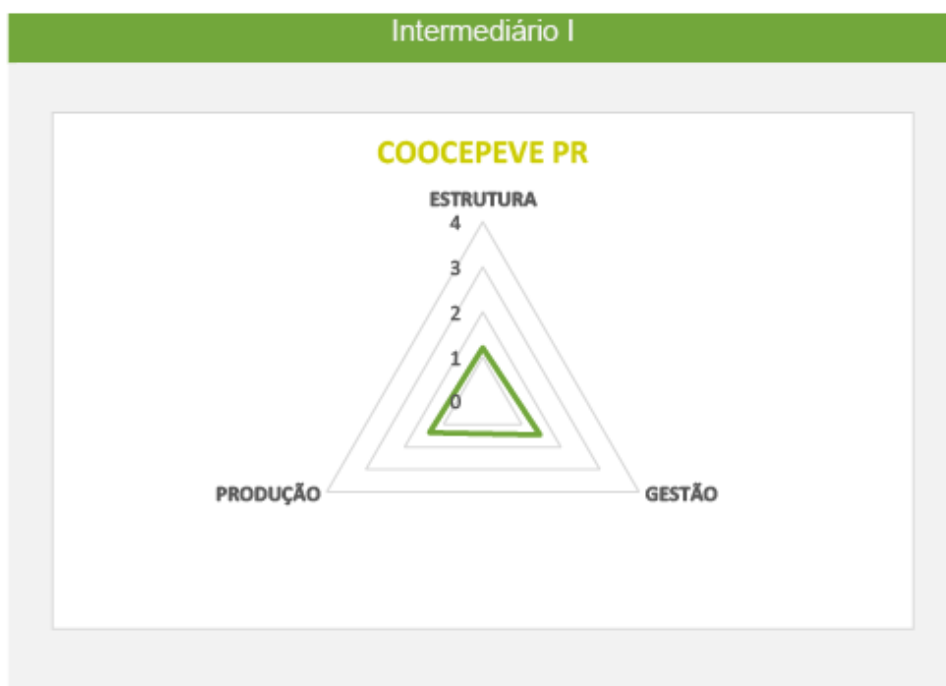 Intermediário I
COOCEPEVE PR
ESTRUTURA
4
3
2
1
0
PRODUÇÃO
GESTÃO